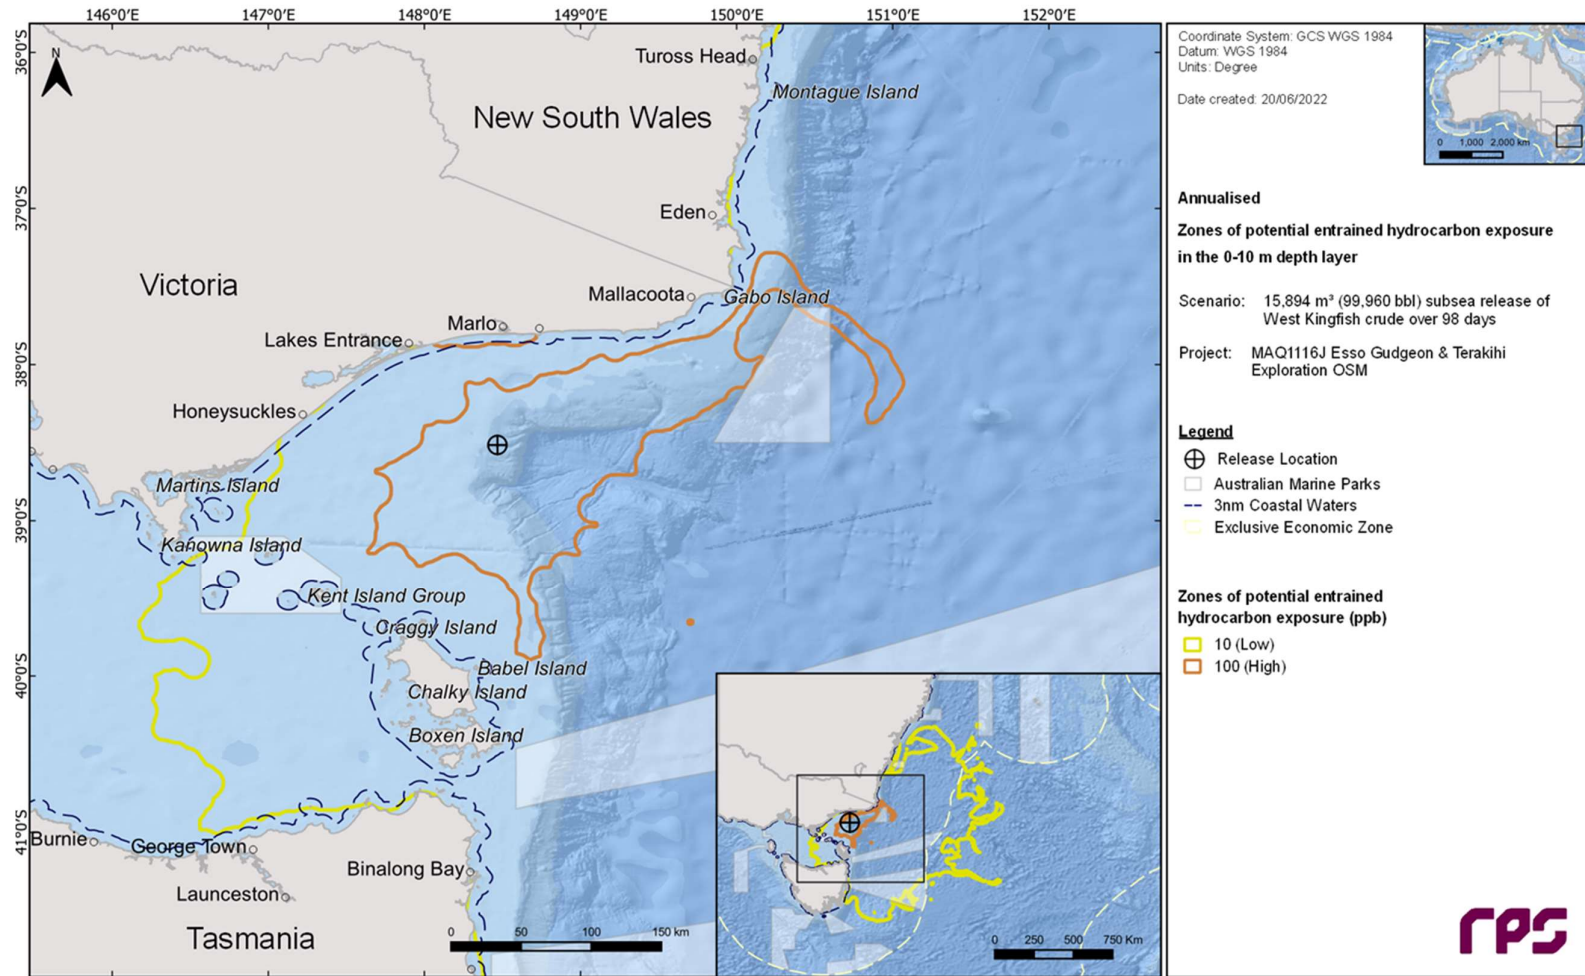 146°0'E 147°0'E 148°0'E 149°0'E 150°0'E 151°0'E 152°0'E
36°0'S
37°0'S
38°0'S
39°0'S
40°0'S
41°0'S
N
Tuross Head
Montague Island
New South Wales
Eden
Victoria
Mallacoota
Gabo Island
Marlo
Lakes Entrance
Honeysuckles
Martins Island
Kanowna Island
Kent Island Group
Craggy Island
Babel Island
Chalky Island
Boxen Island
Burnie
George Town
Binalong Bay
Launceston
Tasmania
0 50 100 150 km
0 250 500 750 Km
Coordinate System: GCS WGS 1984
Datum: WGS 1984
Units: Degree
Date created: 20/06/2022
0 1,000 2,000 km
Annualised
Zones of potential entrained hydrocarbon exposure
in the 0-10 m depth layer
Scenario: 15,894 m³ (99,960 bbl) subsea release of
West Kingfish crude over 98 days
Project: MAQ1116J Esso Gudgeon & Terakihi
Exploration OSM
Legend
Release Location
Australian Marine Parks
3nm Coastal Waters
Exclusive Economic Zone
Zones of potential entrained
hydrocarbon exposure (ppb)
10 (Low)
100 (High)
rps